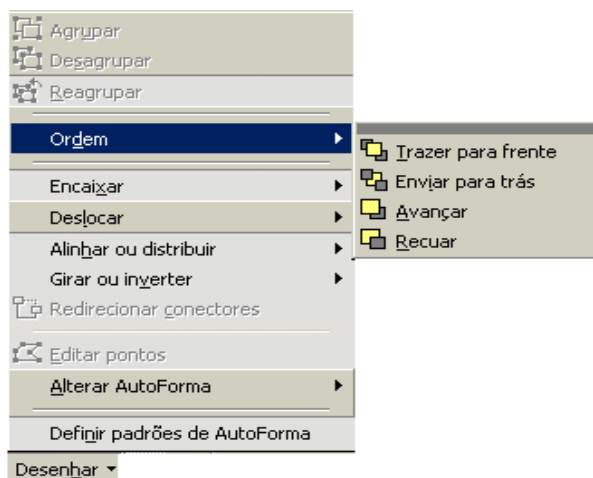 Agrupar
Desagrupar
Reagrupar
Ordem
Trazer para frente
Enviar para trás
Avançar
Recuar
Encaixar
Deslocar
Alinhar ou distribuir
Girar ou inverter
Redirecionar conectores
Editar pontos
Alterar AutoForma
Definir padrões de AutoForma
Desenhar